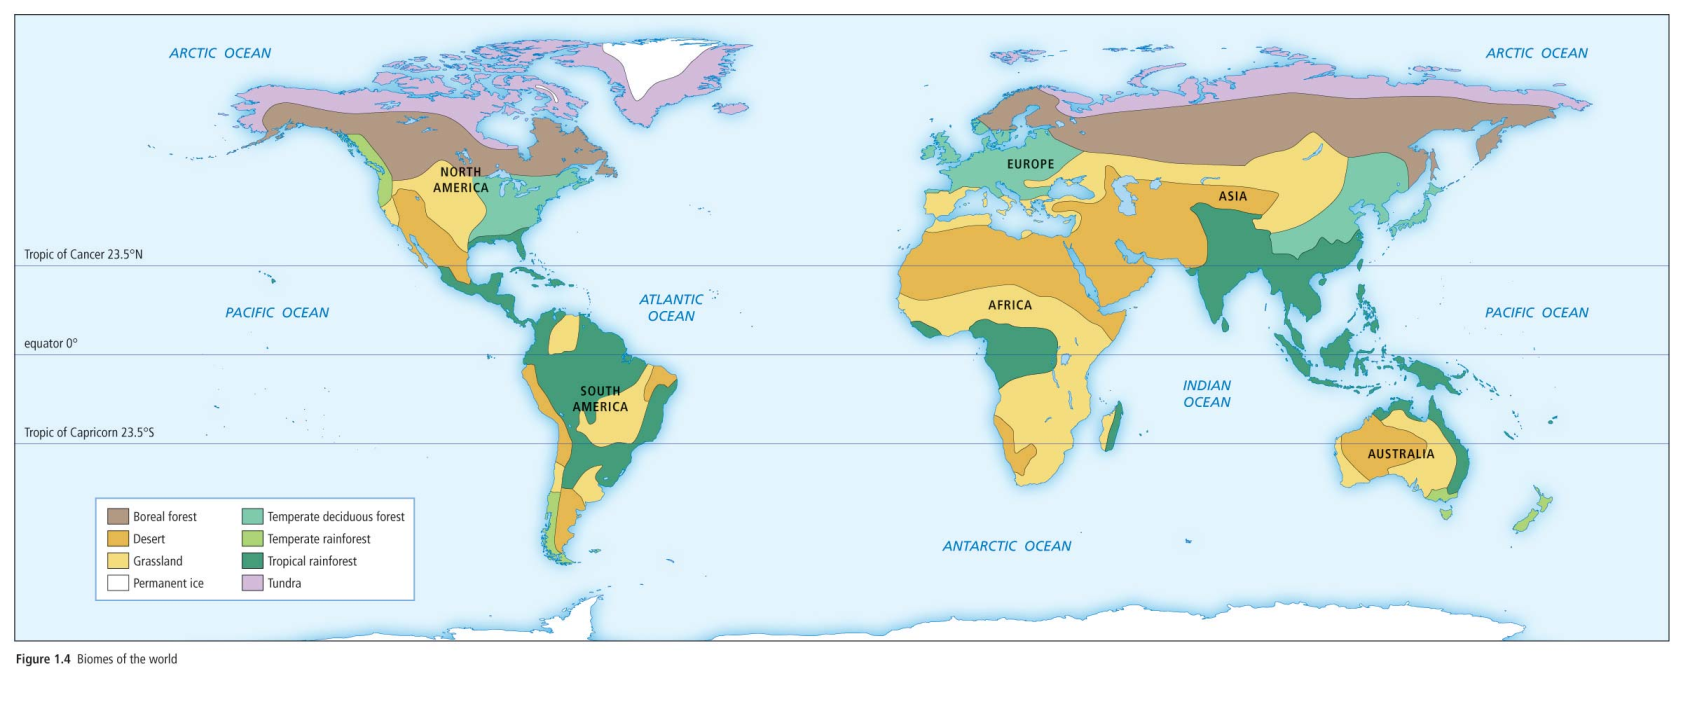 ARCTIC OCEAN
ARCTIC OCEAN
NORTH
AMERICA
EUROPE
ASIA
Tropic of Cancer 23.5°N
PACIFIC OCEAN
ATLANTIC
OCEAN
AFRICA
PACIFIC OCEAN
equator 0°
SOUTH
AMERICA
INDIAN
OCEAN
Tropic of Capricorn 23.5°S
AUSTRALIA
Boreal forest
Desert
Grassland
Permanent ice
Temperate deciduous forest
Temperate rainforest
Tropical rainforest
Tundra
ANTARCTIC OCEAN
Figure 1.4 Biomes of the world